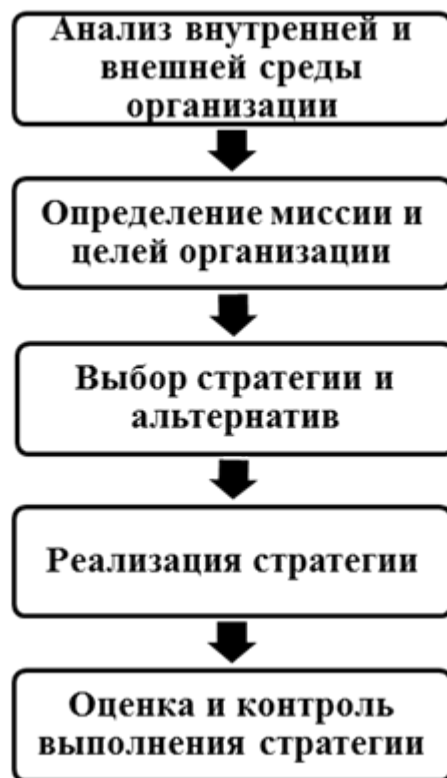 Анализ внутренней и
внешней среды
организации
Определение миссии и
целей организации
Выбор стратегии и
альтернатив
Реализация стратегии
Оценка и контроль
выполнения стратегии